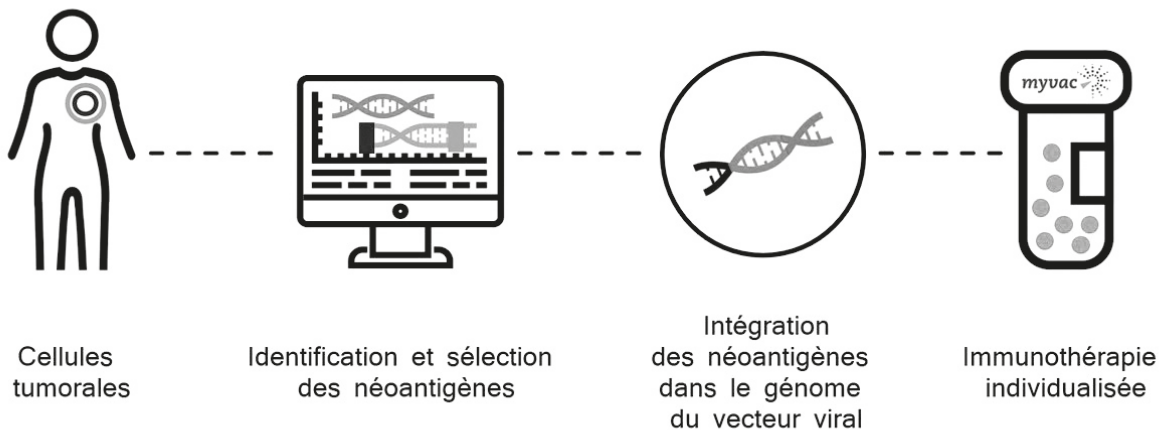 myvac
Cellules
tumorales
Identification et sélection
des néoantigènes
Intégration
des néoantigènes
dans le génome
du vecteur viral
Immunothérapie
individualisée